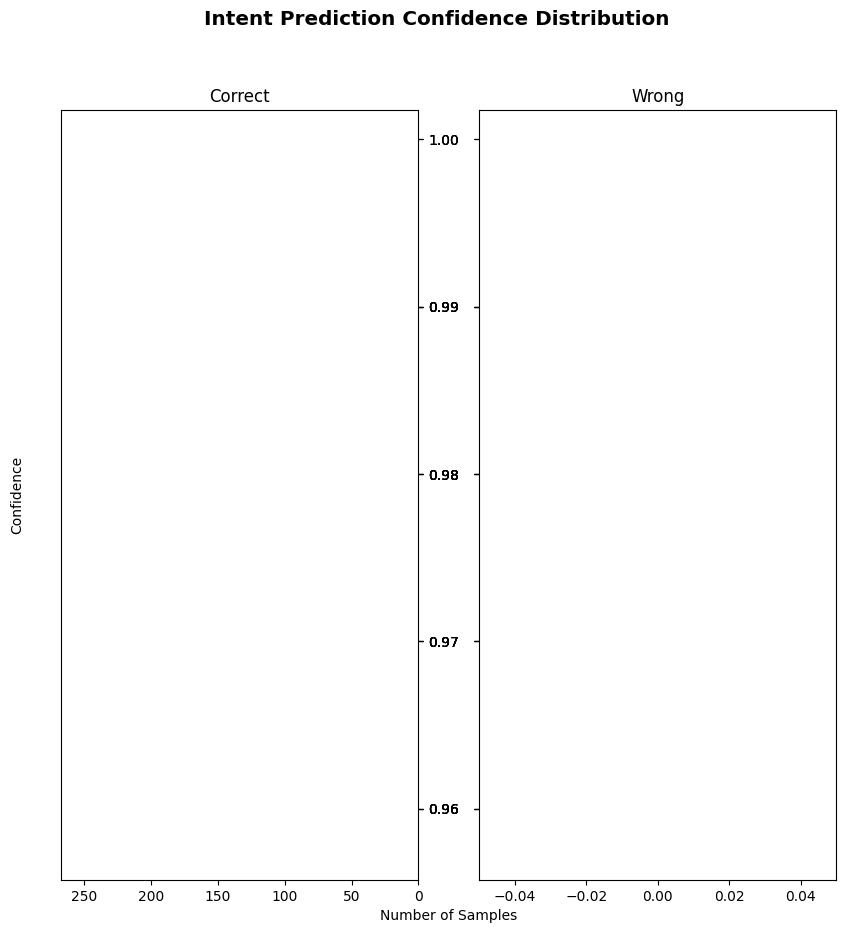 Intent Prediction Confidence Distribution
Correct
Wrong
1.00
0.99
0.98
0.97
0.96
Confidence
250 200 150 100 50 0
−0.04 −0.02 0.00 0.02 0.04
Number of Samples